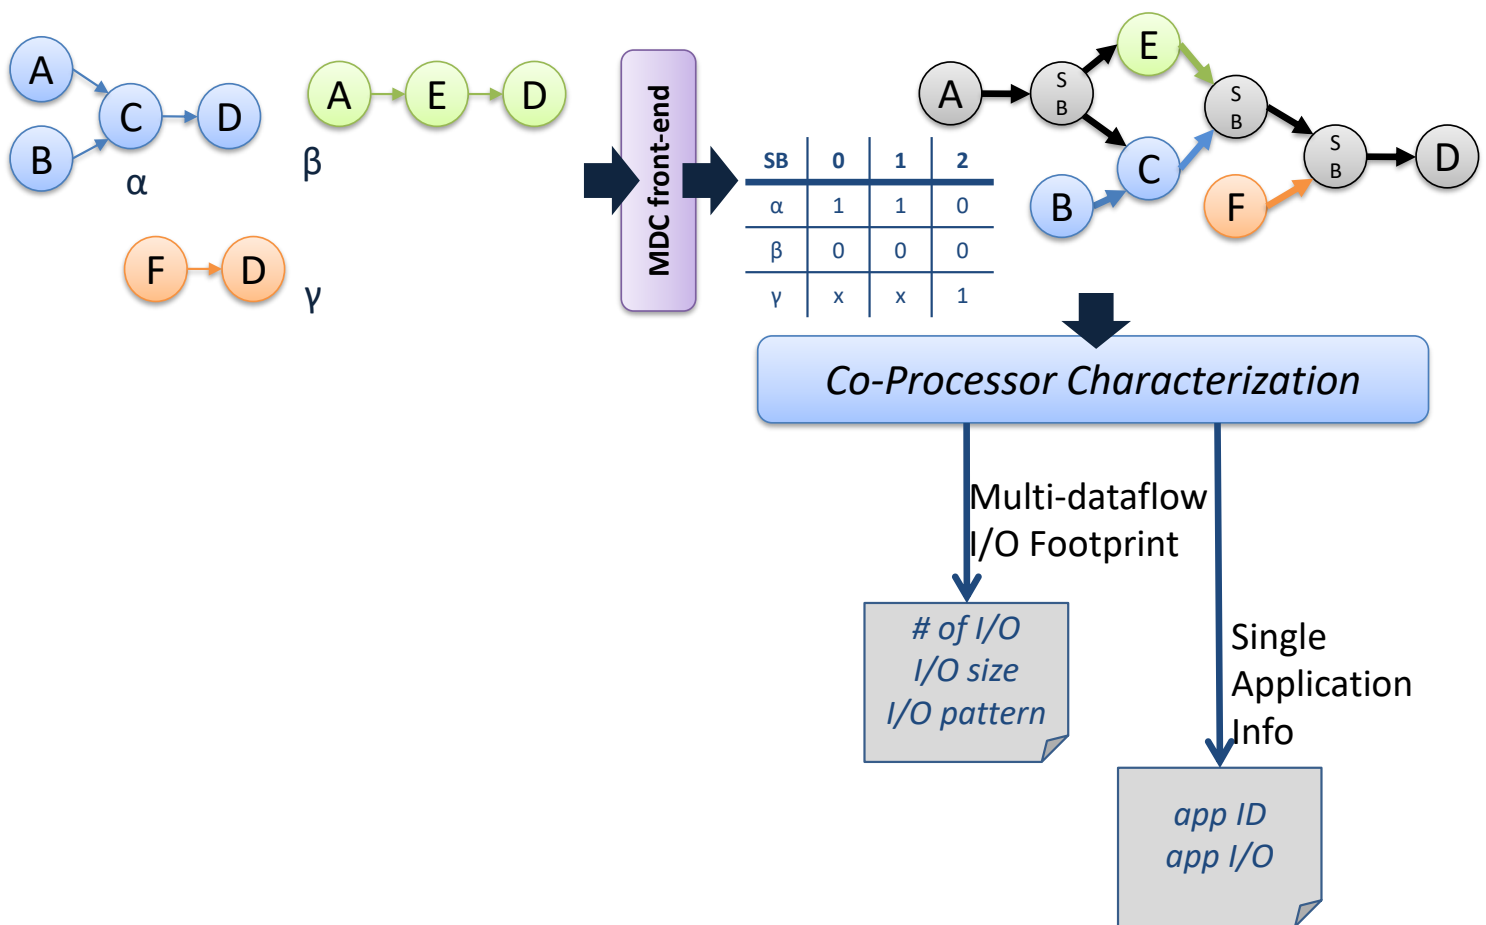 A
B
C
D
α
A
E
D
β
F
D
γ
MDC front-end
SB 0 1 2
α 1 1 0
β 0 0 0
γ x x 1
A
S
B
E
C
B
S
B
F
S
B
D
Co-Processor Characterization
Multi-dataflow
I/O Footprint
# of I/O
I/O size
I/O pattern
Single
Application
Info
app ID
app I/O